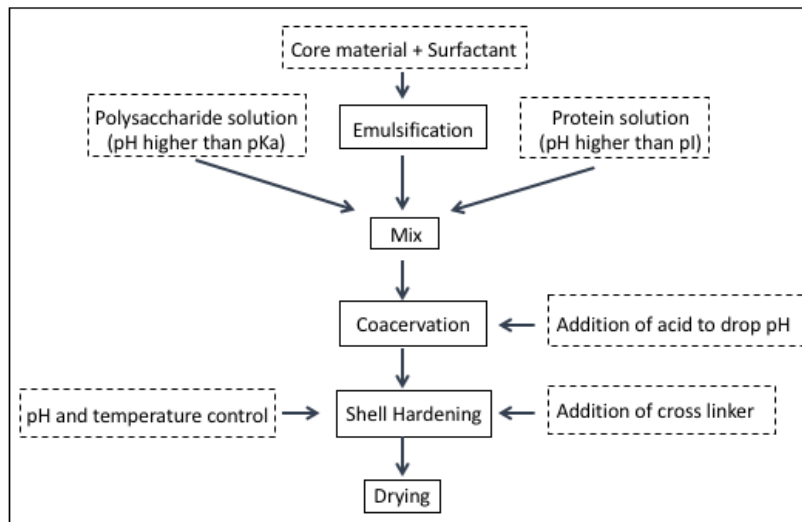 Core material + Surfactant
Polysaccharide solution
(pH higher than pKa)
Emulsification
Protein solution
(pH higher than pI)
Mix
Coacervation
Addition of acid to drop pH
pH and temperature control
Shell Hardening
Addition of cross linker
Drying